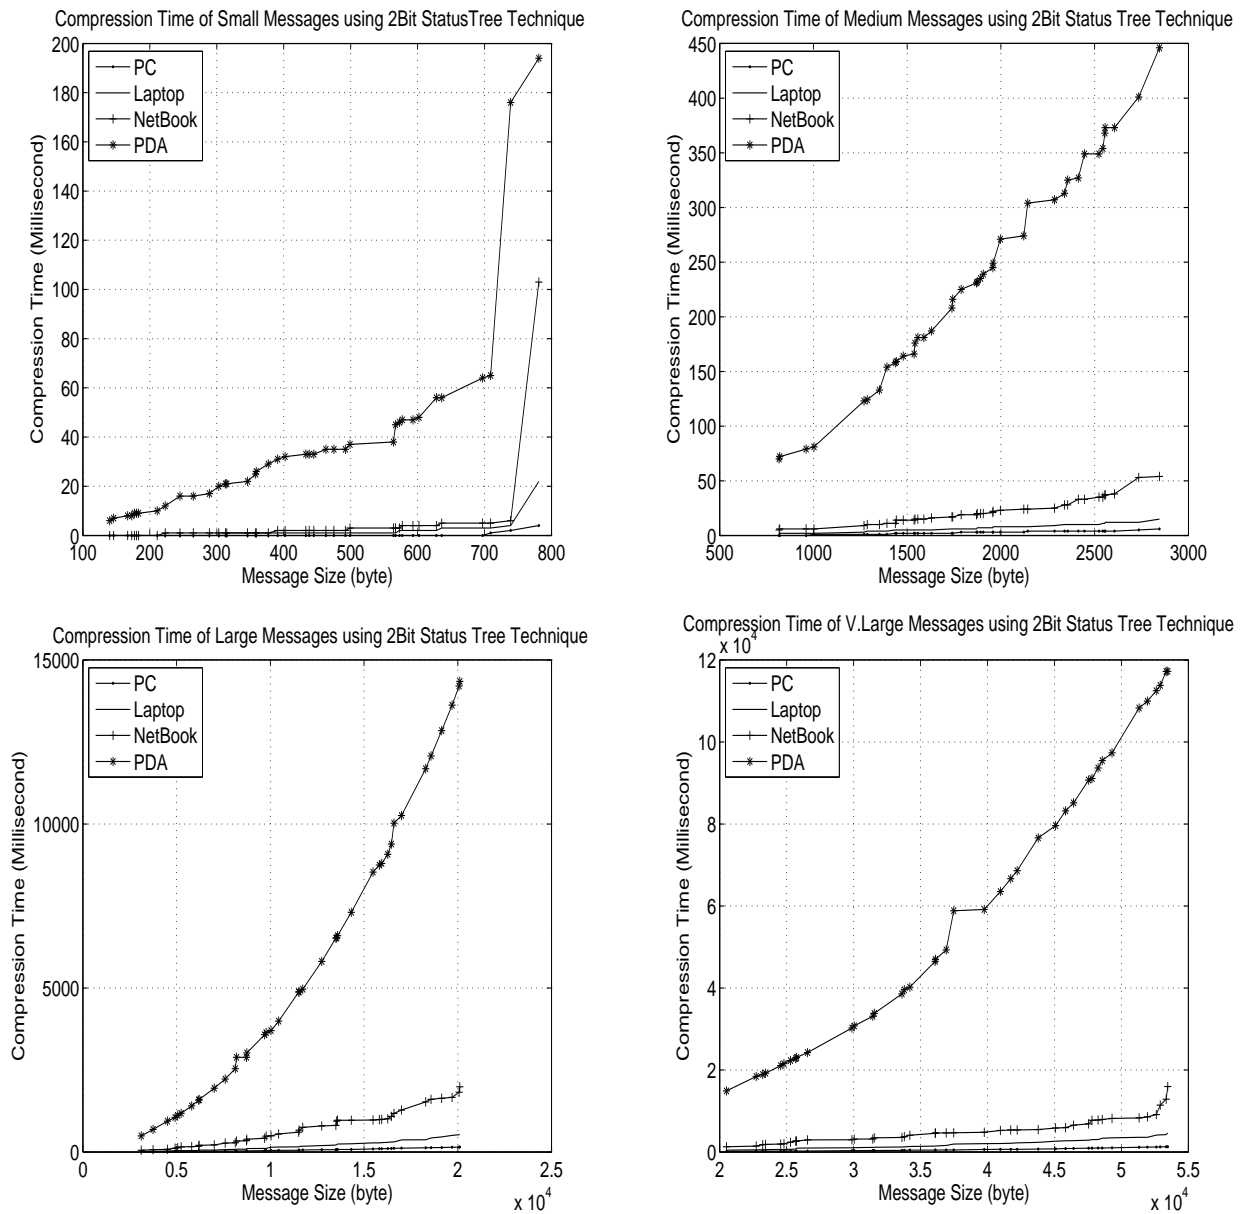 Compression Time of Small Messages using 2Bit StatusTree Technique
Compression Time (Millisecond)
200
180
160
140
120
100
80
60
40
20
0
PC
Laptop
NetBook
PDA
100 200 300 400 500 600 700 800
Message Size (byte)
Compression Time of Medium Messages using 2Bit Status Tree Technique
Compression Time (Millisecond)
450
400
350
300
250
200
150
100
50
0
PC
Laptop
NetBook
PDA
500 1000 1500 2000 2500 3000
Message Size (byte)
Compression Time of Large Messages using 2Bit Status Tree Technique
Compression Time (Millisecond)
15000
10000
5000
0
PC
Laptop
NetBook
PDA
0 0.5 1 1.5 2 2.5
Message Size (byte)
x 10^4
Compression Time of V.Large Messages using 2Bit Status Tree Technique
x 10^4
Compression Time (Millisecond)
12
10
8
6
4
2
0
PC
Laptop
NetBook
PDA
2 2.5 3 3.5 4 4.5 5 5.5
Message Size (byte)
x 10^4